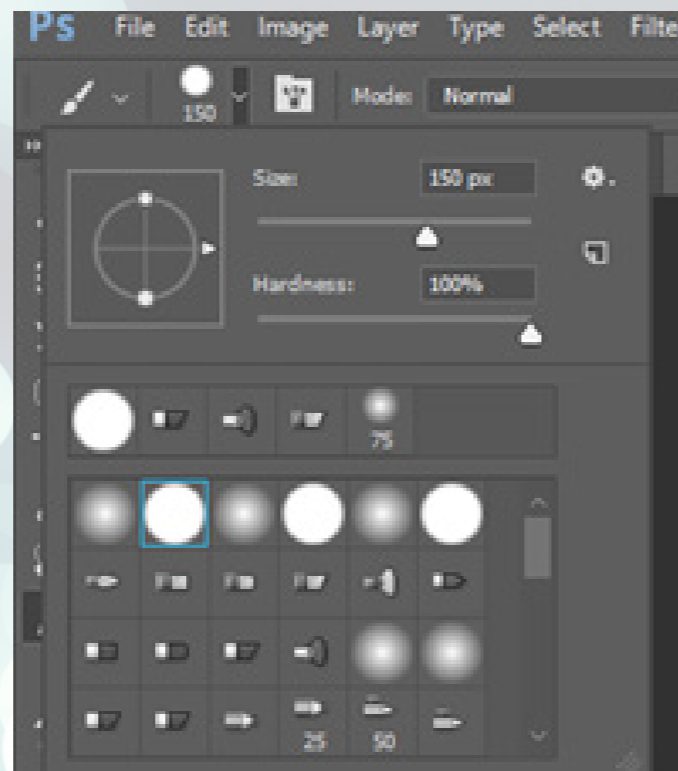 Ps File Edit Image Layer Type Select Filte
150 Mode: Normal
Size: 150 px
Hardness: 100%
75
25 50